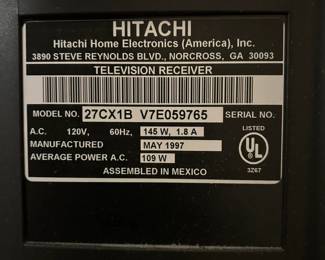 HITACHI
Hitachi Home Electronics (America), Inc.
3890 STEVE REYNOLDS BLVD., NORCROSS, GA 30093
TELEVISION RECEIVER
MODEL NO. 27CX1B V7E059765 SERIAL NO.
A.C. 120V, 60Hz, 145 W, 1.8 A
LISTED
UL
3Z67
MANUFACTURED MAY 1997
AVERAGE POWER A.C. 109 W
ASSEMBLED IN MEXICO